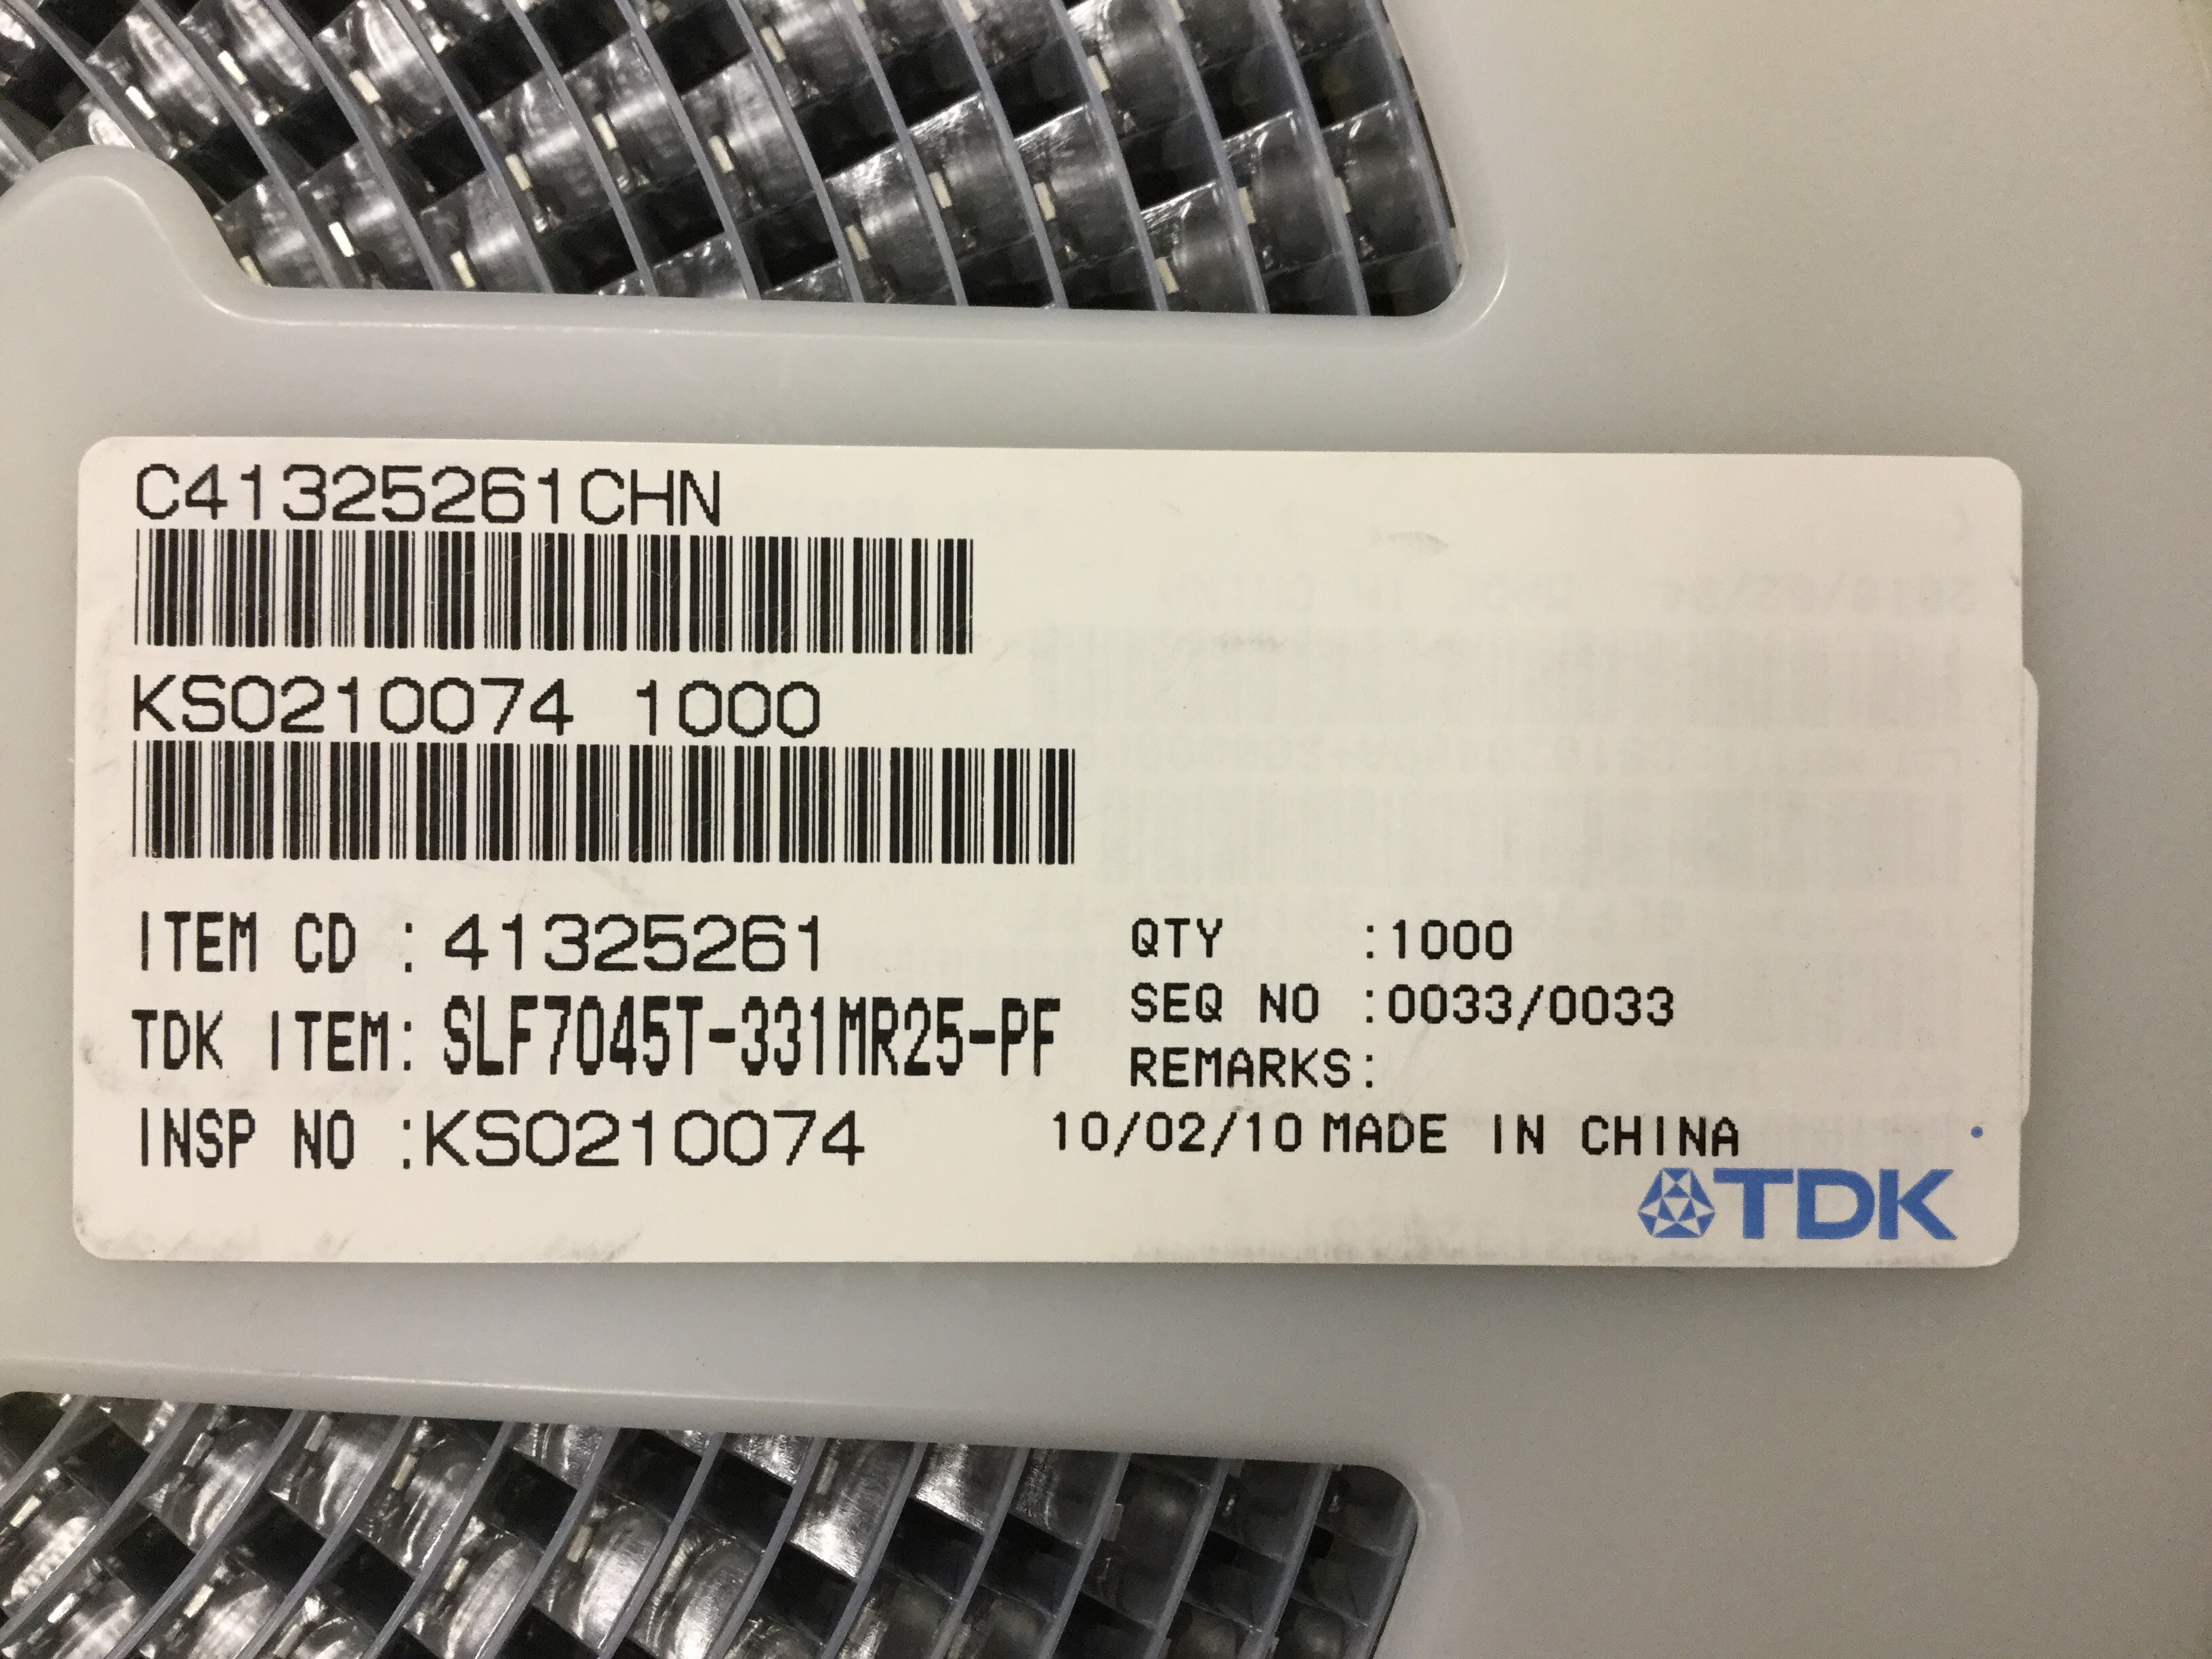 C41325261CHN
KS0210074 1000
ITEM CD : 41325261
TDK ITEM: SLF7045T-331MR25-PF
INSP NO :KS0210074
QTY :1000
SEQ NO :0033/0033
REMARKS:
10/02/10 MADE IN CHINA
TDK